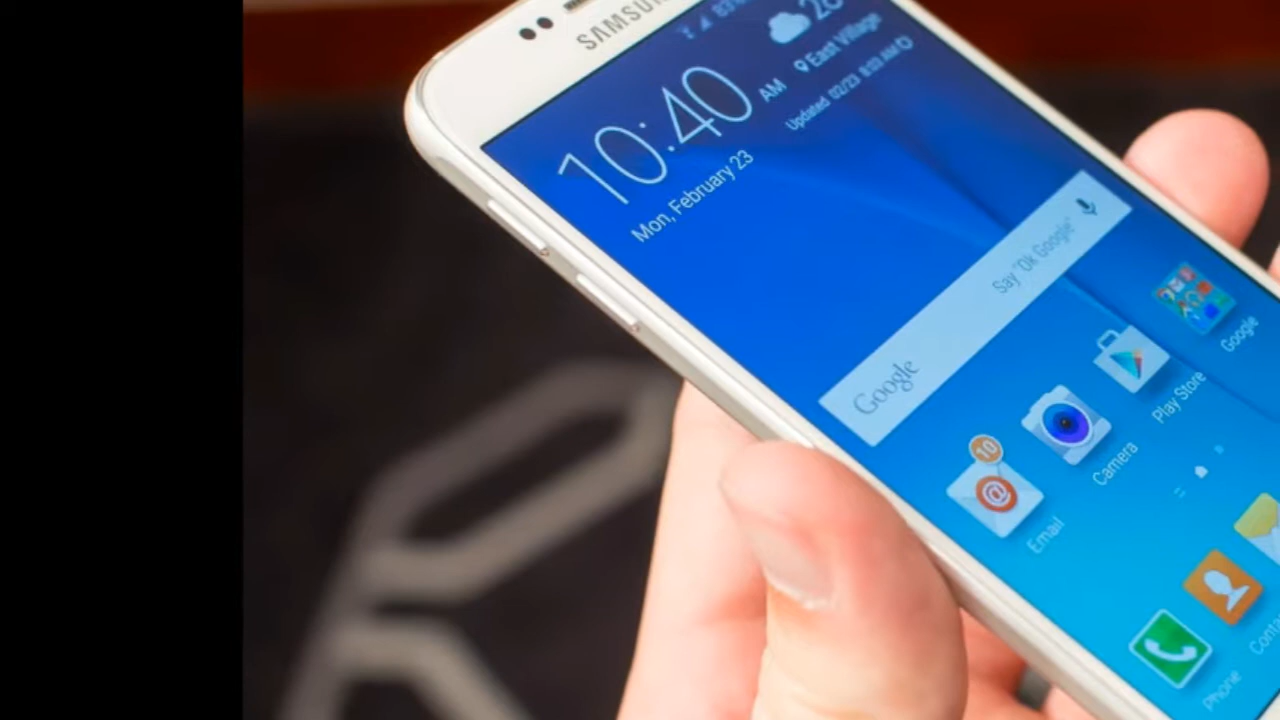 SAMSUNG
83%
10:40 AM
Mon, February 23
East Village
Updated 02/23 8:03 AM
Google
Say "Ok Google"
10
Email
Camera
Play Store
Google
Phone